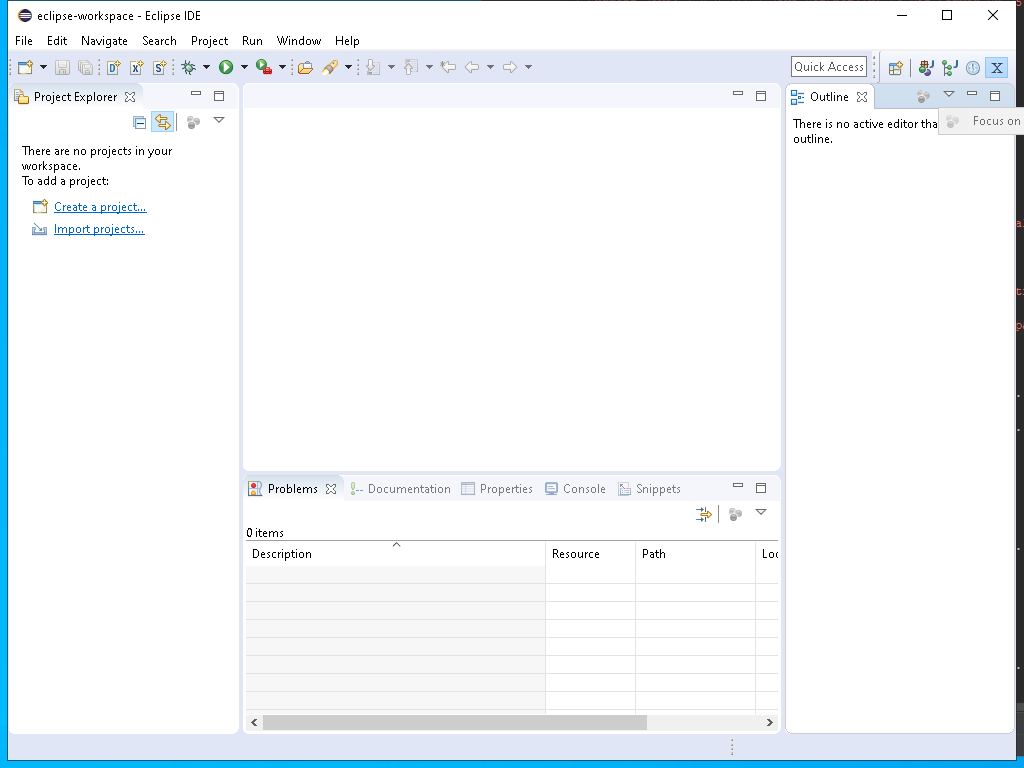 eclipse-workspace - Eclipse IDE
File Edit Navigate Search Project Run Window Help
Quick Access
Project Explorer
Outline
There is no active editor tha
outline.
Focus on
There are no projects in your
workspace.
To add a project:
Create a project...
Import projects...
Problems Documentation Properties Console Snippets
0 items
Description Resource Path Loc